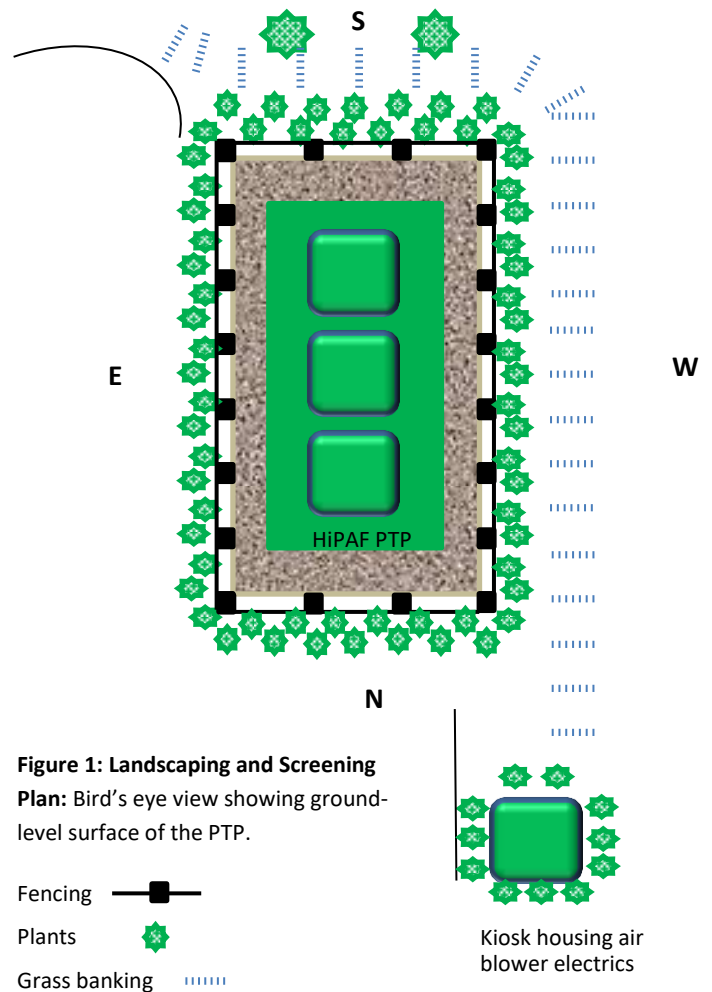 S
E
W
HiPAF PTP
N
Figure 1: Landscaping and Screening
Plan: Bird’s eye view showing ground-
level surface of the PTP.
Fencing
Plants
Grass banking
Kiosk housing air
blower electrics